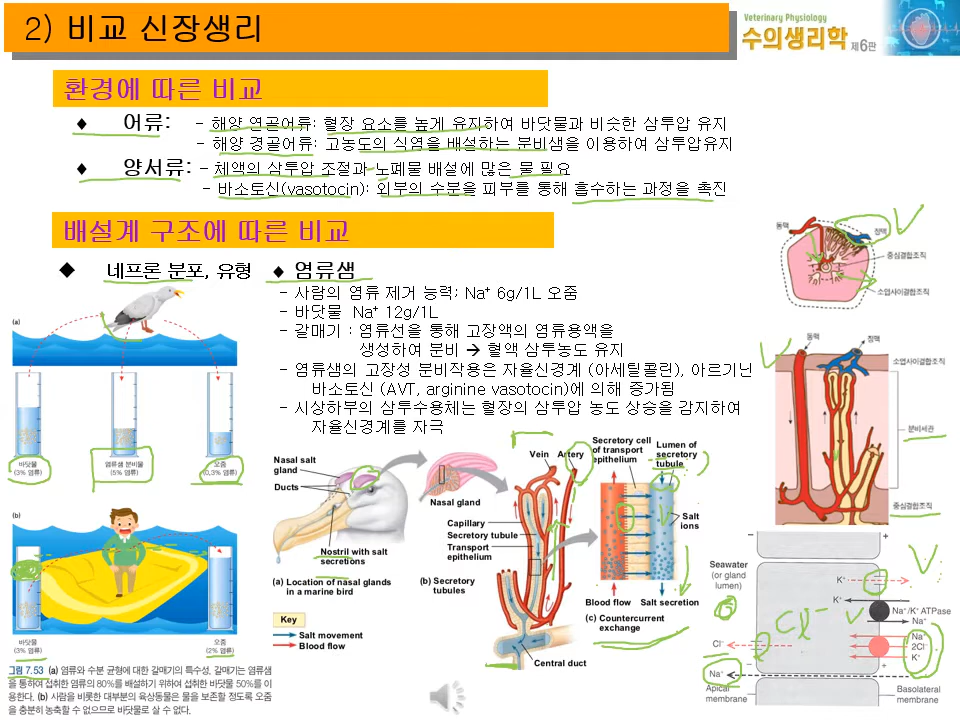 2) 비교 신장생리
Veterinary Physiology
수의생리학 제6판
환경에 따른 비교
♦ 어류: - 해양 연골어류: 혈장 요소를 높게 유지하여 바닷물과 비슷한 삼투압 유지
- 해양 경골어류: 고농도의 식염을 배설하는 분비샘을 이용하여 삼투압유지
♦ 양서류: - 체액의 삼투압 조절과 노폐물 배설에 많은 물 필요
- 바소토신(vasotocin): 외부의 수분을 피부를 통해 흡수하는 과정을 촉진
배설계 구조에 따른 비교
◆ 네프론 분포, 유형
♦ 염류샘
- 사람의 염류 제거 능력; Na⁺ 6g/1L 오줌
- 바닷물 Na⁺ 12g/1L
- 갈매기 : 염류선을 통해 고장액의 염류용액을
생성하여 분비 → 혈액 삼투농도 유지
- 염류샘의 고장성 분비작용은 자율신경계 (아세틸콜린), 아르기닌
바소토신 (AVT, arginine vasotocin)에 의해 증가됨
- 시상하부의 삼투수용체는 혈장의 삼투압 농도 상승을 감지하여
자율신경계를 자극
(a)
바닷물
(3% 염류)
염류샘 분비물
(5% 염류)
오줌
(0.3% 염류)
(b)
바닷물
(3% 염류)
오줌
(2% 염류)
그림 7.53 (a) 염류와 수분 균형에 대한 갈매기의 특수성. 갈매기는 염류샘
을 통하여 섭취한 염류의 80%를 배설하기 위하여 섭취한 바닷물 50%를 이
용한다. (b) 사람을 비롯한 대부분의 육상동물은 물을 보존할 정도로 오줌
을 충분히 농축할 수 없으므로 바닷물로 살 수 없다.
Nasal salt
gland
Ducts
Nostril with salt
secretions
(a) Location of nasal glands
in a marine bird
Key
Salt movement
Blood flow
Nasal gland
Capillary
Secretory tubule
Transport
epithelium
(b) Secretory
tubules
Vein
Artery
Central duct
Secretory cell
of transport
epithelium
Lumen of
secretory
tubule
Salt
ions
Blood flow
Salt secretion
(c) Countercurrent
exchange
동맥
정맥
중심결합조직
소엽사이결합조직
동맥
정맥
소엽사이결합조직
분비세관
중심결합조직
−
+
Seawater
(or gland
lumen)
K⁺
K⁺
Na⁺/K⁺ ATPase
Na⁺
Cl⁻
Cl⁻
Na⁺
2Cl⁻
K⁺
−
+
Na⁺
Apical
membrane
Basolateral
membrane